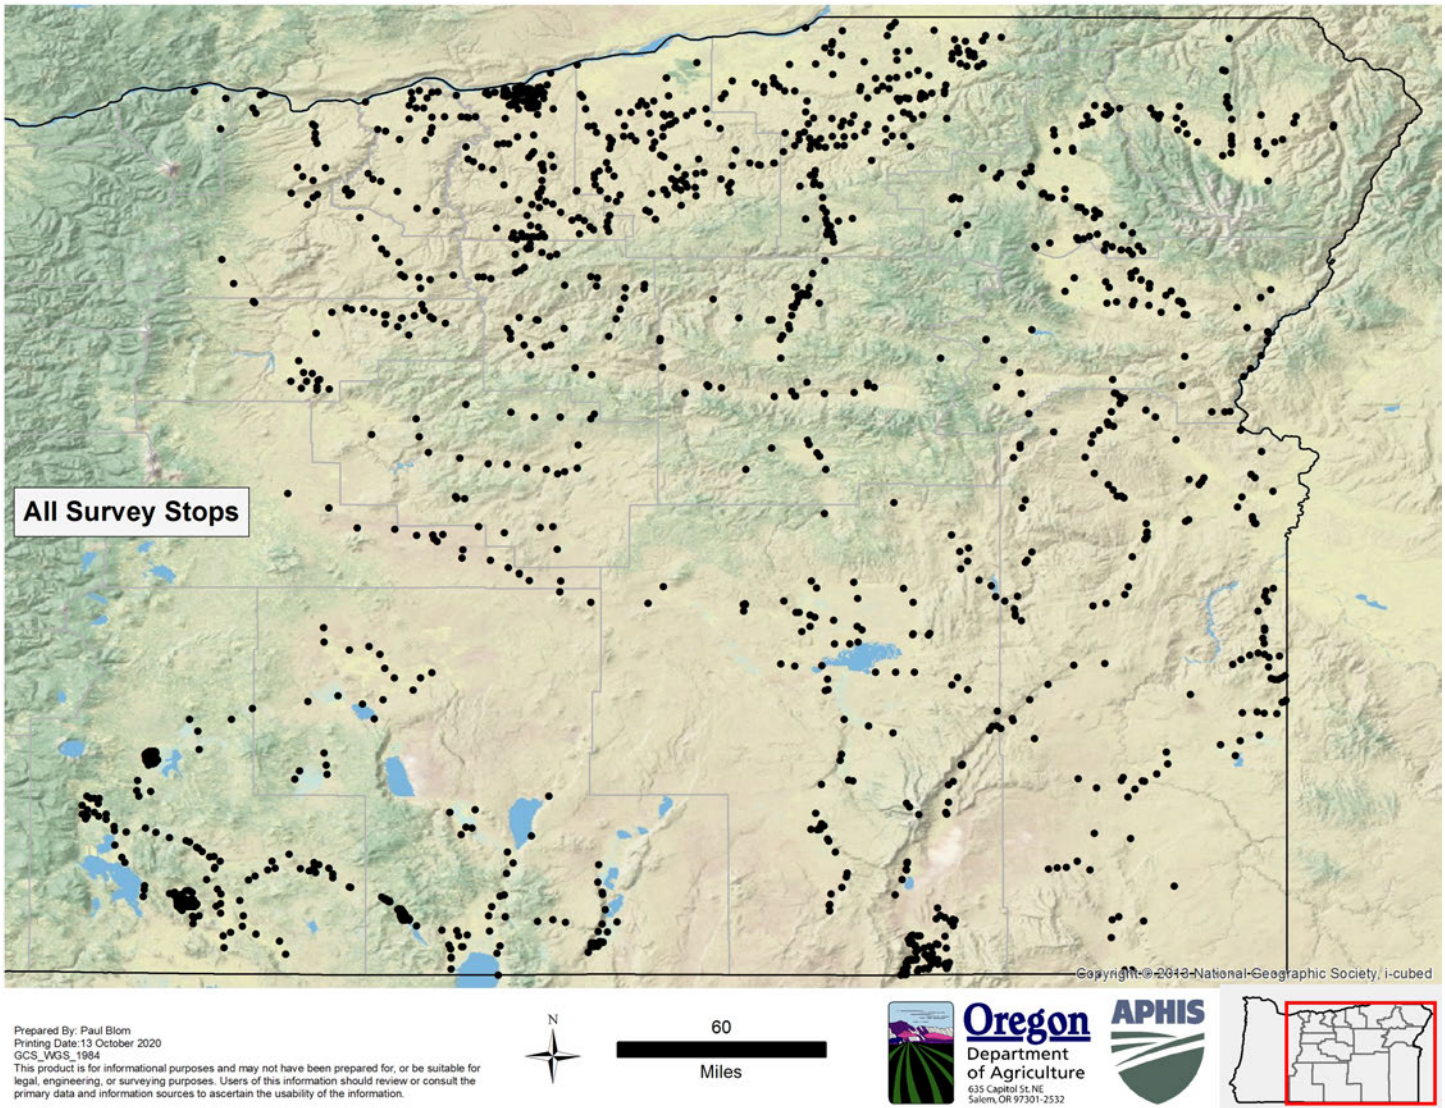 All Survey Stops
Copyright:© 2013 National Geographic Society, i-cubed
Prepared By: Paul Blom
Printing Date:13 October 2020
GCS_WGS_1984
This product is for informational purposes and may not have been prepared for, or be suitable for
legal, engineering, or surveying purposes. Users of this information should review or consult the
primary data and information sources to ascertain the usability of the information.
N
60
Miles
Oregon
Department
of Agriculture
635 Capitol St. NE
Salem, OR 97301-2532
APHIS